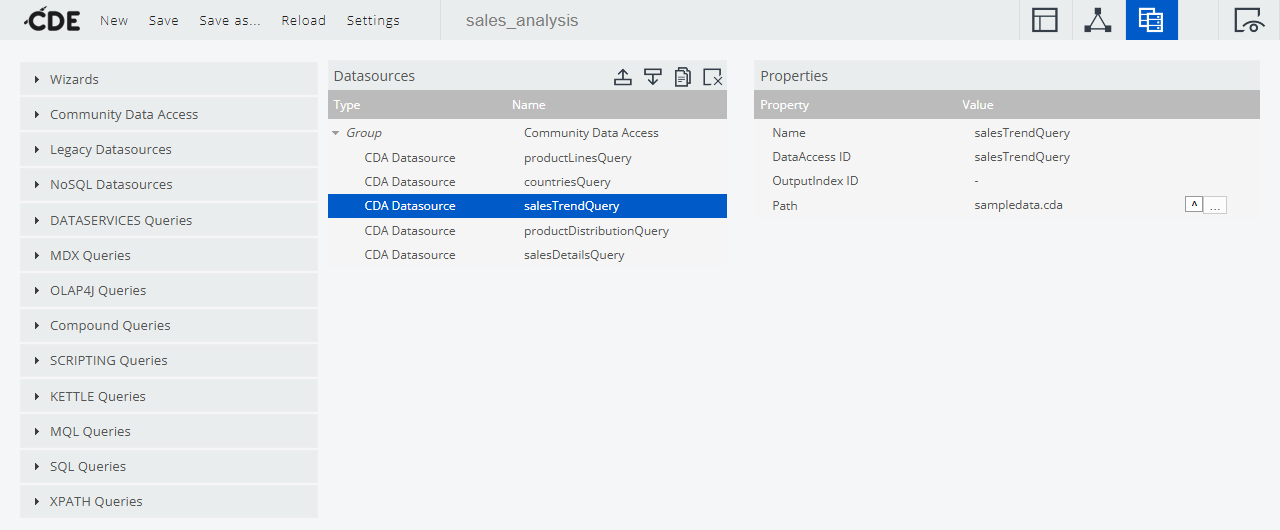 CDE New Save Save as... Reload Settings sales_analysis
Wizards
Community Data Access
Legacy Datasources
NoSQL Datasources
DATASERVICES Queries
MDX Queries
OLAP4J Queries
Compound Queries
SCRIPTING Queries
KETTLE Queries
MQL Queries
SQL Queries
XPATH Queries
Datasources
Type Name
Group Community Data Access
CDA Datasource productLinesQuery
CDA Datasource countriesQuery
CDA Datasource salesTrendQuery
CDA Datasource productDistributionQuery
CDA Datasource salesDetailsQuery
Properties
Property Value
Name salesTrendQuery
DataAccess ID salesTrendQuery
OutputIndex ID -
Path sampledata.cda ^ ...